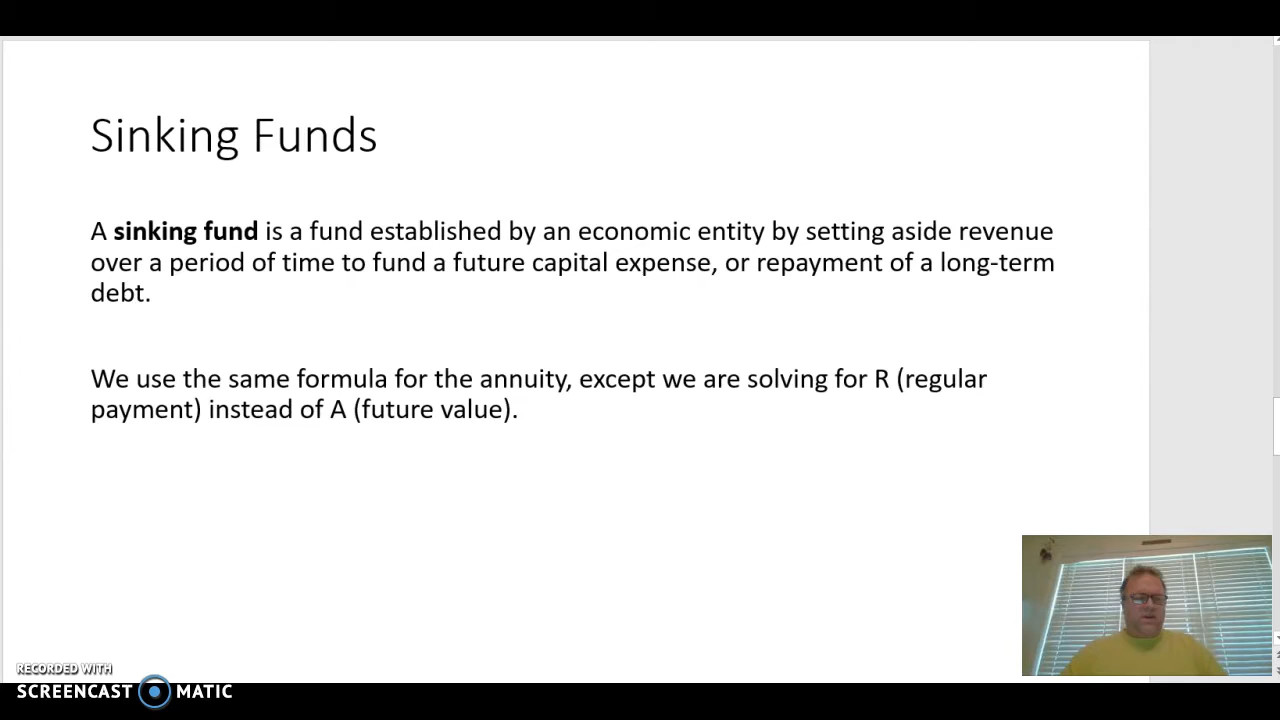 Sinking Funds
A sinking fund is a fund established by an economic entity by setting aside revenue
over a period of time to fund a future capital expense, or repayment of a long-term
debt.
We use the same formula for the annuity, except we are solving for R (regular
payment) instead of A (future value).
RECORDED WITH
SCREENCAST MATIC